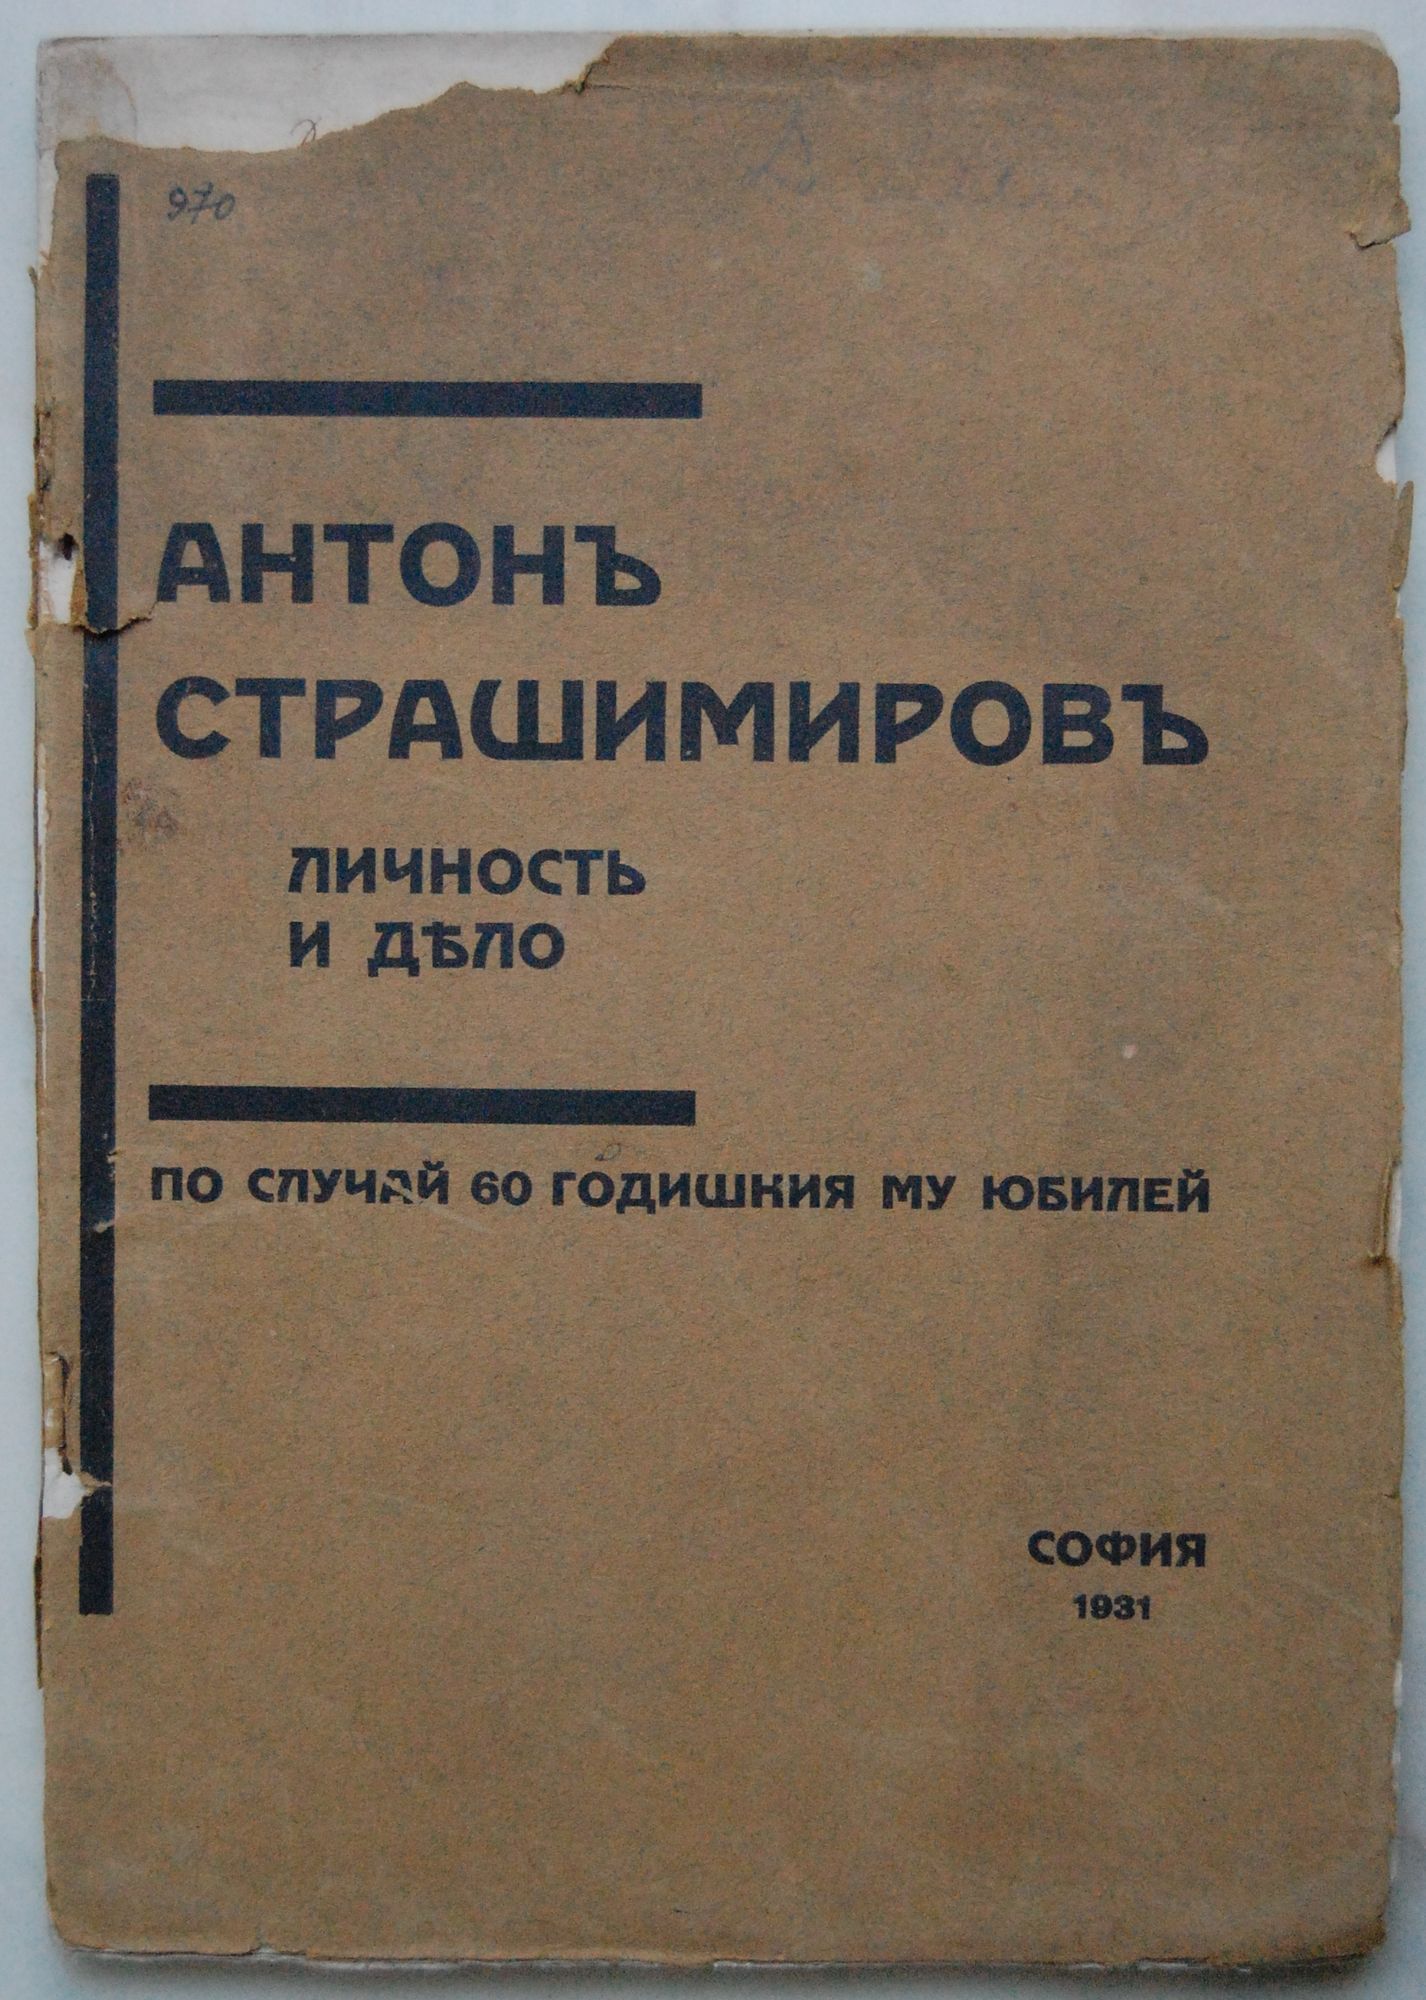 970
АНТОНЪ
СТРАШИМИРОВЪ
ЛИЧНОСТЬ
И ДѢЛО
ПО СЛУЧАЙ 60 ГОДИШНИЯ МУ ЮБИЛЕЙ
СОФИЯ
1931